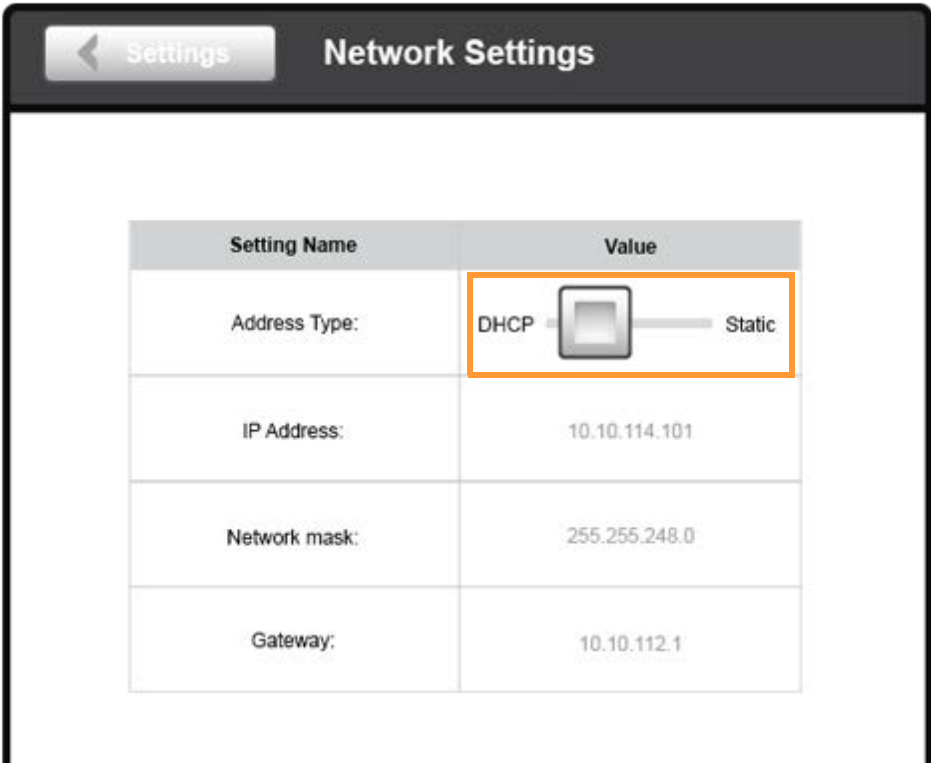 Settings
Network Settings
Setting Name Value
Address Type: DHCP Static
IP Address: 10.10.114.101
Network mask: 255.255.248.0
Gateway: 10.10.112.1